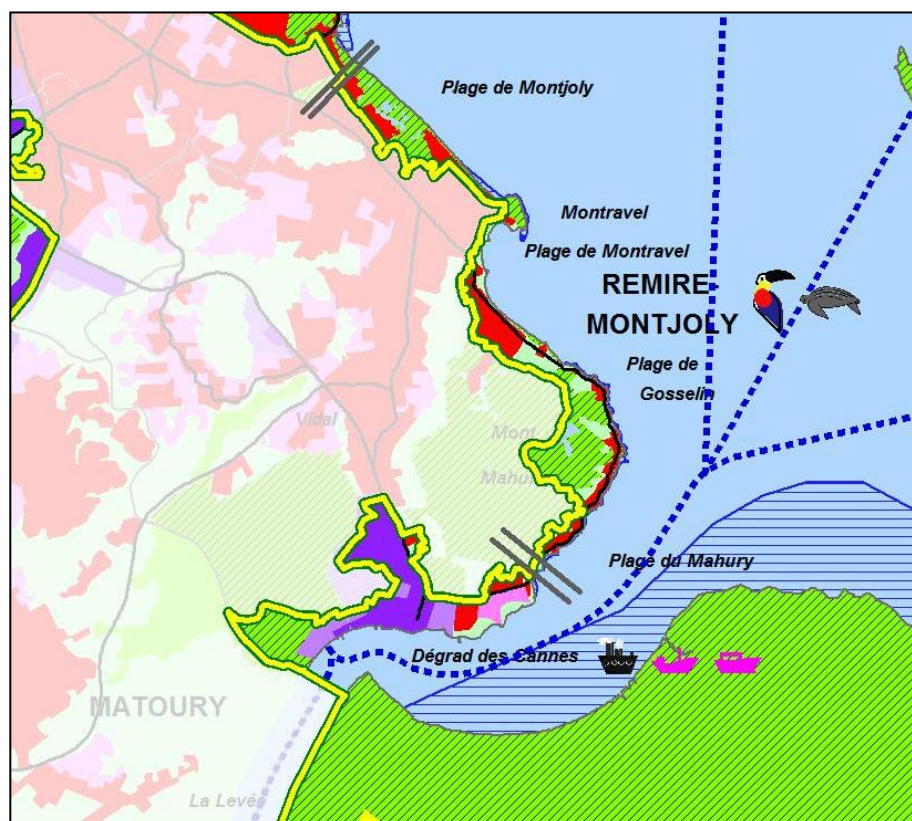 Plage de Montjoly
Montravel
Plage de Montravel
REMIRE-
MONTJOLY
Plage de
Gosselin
Vidal
Mont
Mahury
Plage du Mahury
Dégrad des Cannes
MATOURY
La Levée